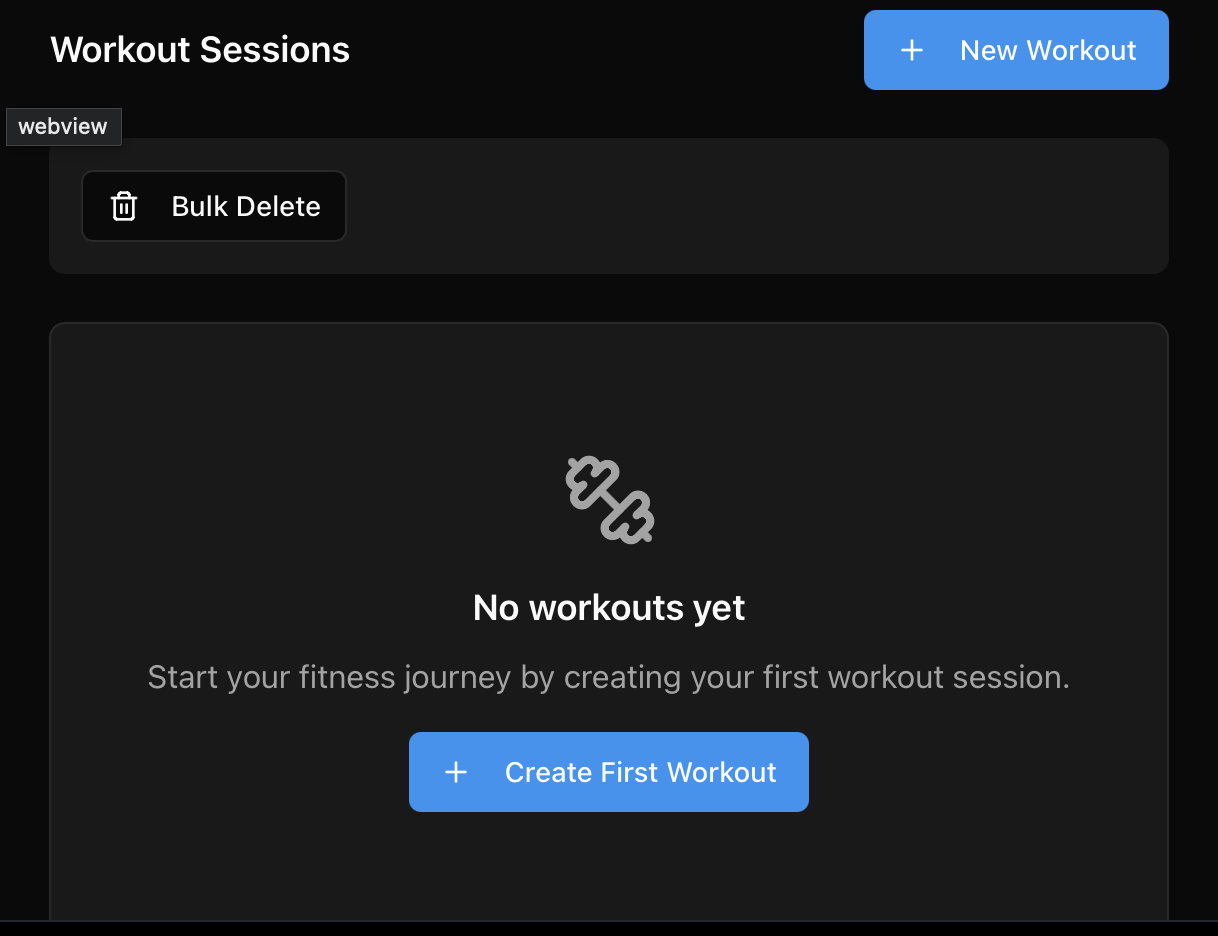 Workout Sessions
New Workout
webview
Bulk Delete
No workouts yet
Start your fitness journey by creating your first workout session.
Create First Workout